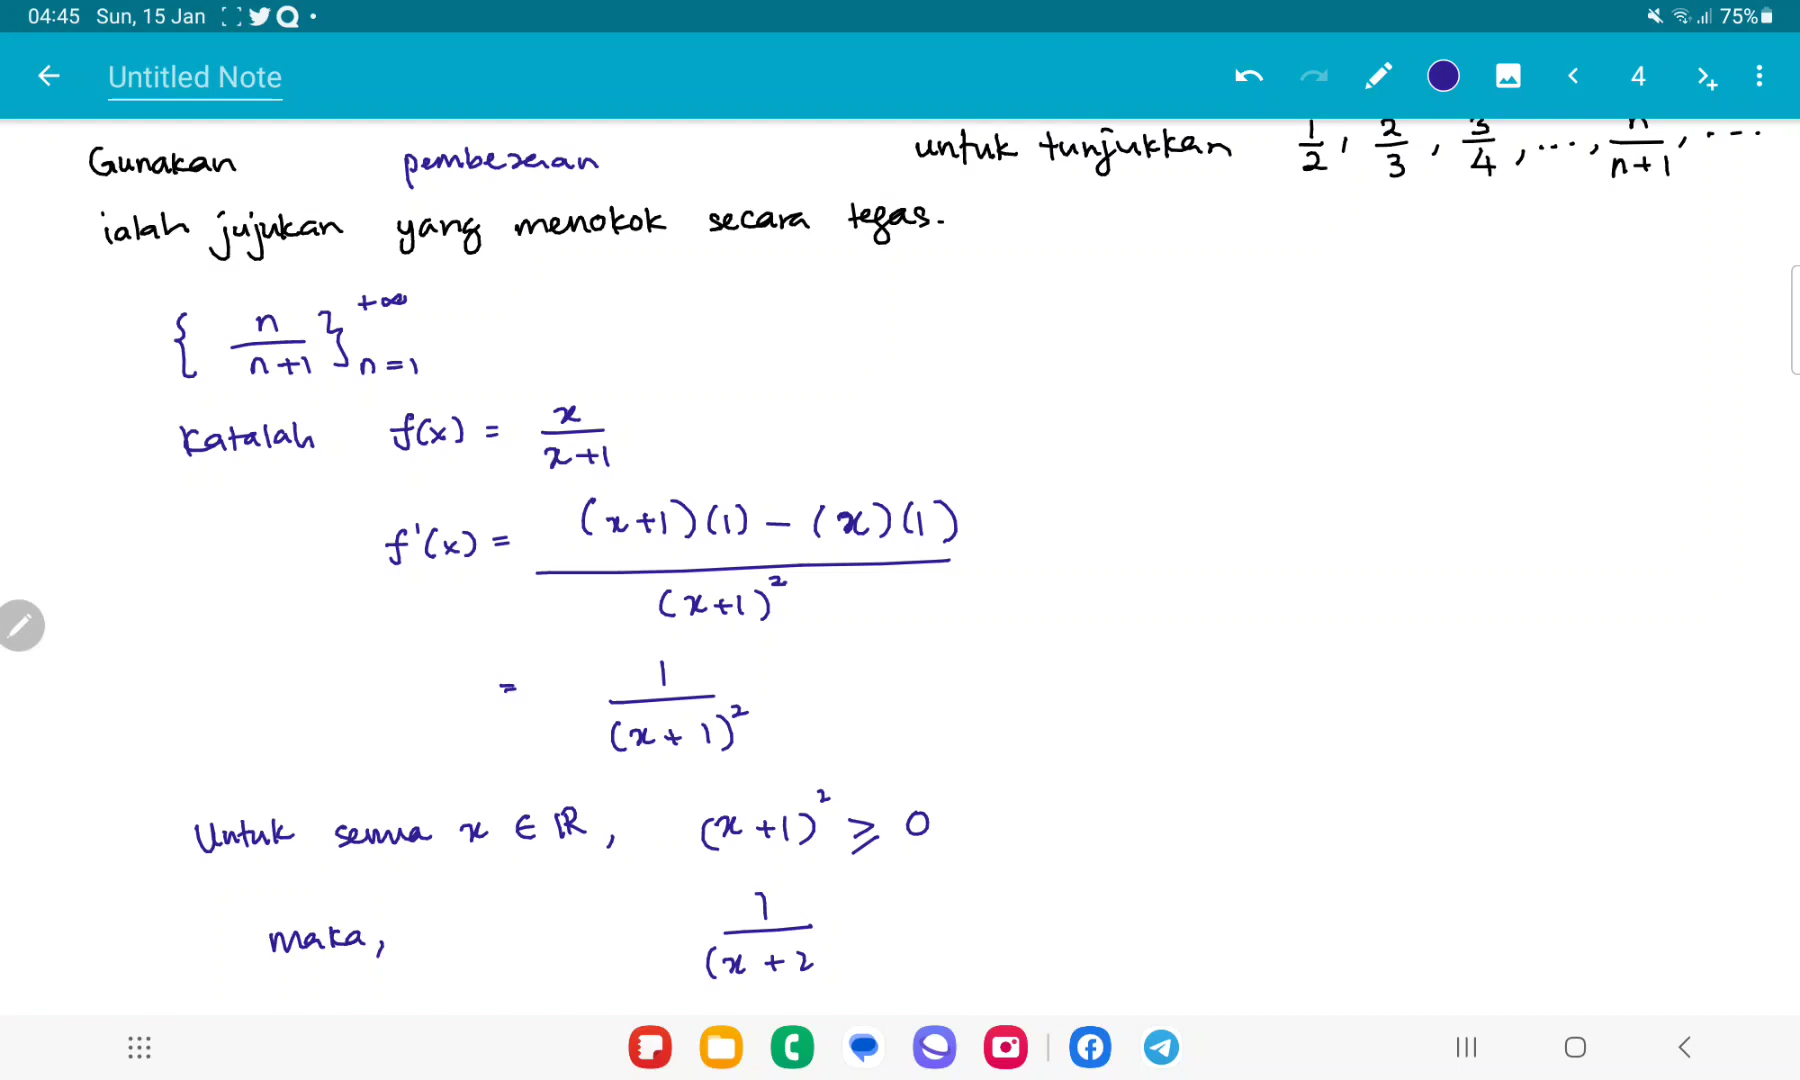 04:45 Sun, 15 Jan 75%
Untitled Note 4
Gunakan pembezaan untuk tunjukkan 1/2, 2/3, 3/4, ..., n/n+1, ...
ialah jujukan yang menokok secara tegas.
{ n/n+1 }^{+∞}_{n=1}
Katalah f(x) = x/x+1
f'(x) = (x+1)(1) - (x)(1) / (x+1)²
= 1/(x+1)²
Untuk semua x ∈ ℝ, (x+1)² ≥ 0
maka, 1/(x+2